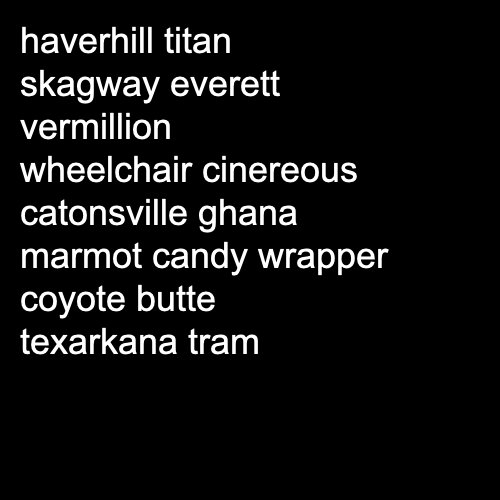 haverhill titan
skagway everett
vermillion
wheelchair cinereous
catonsville ghana
marmot candy wrapper
coyote butte
texarkana tram